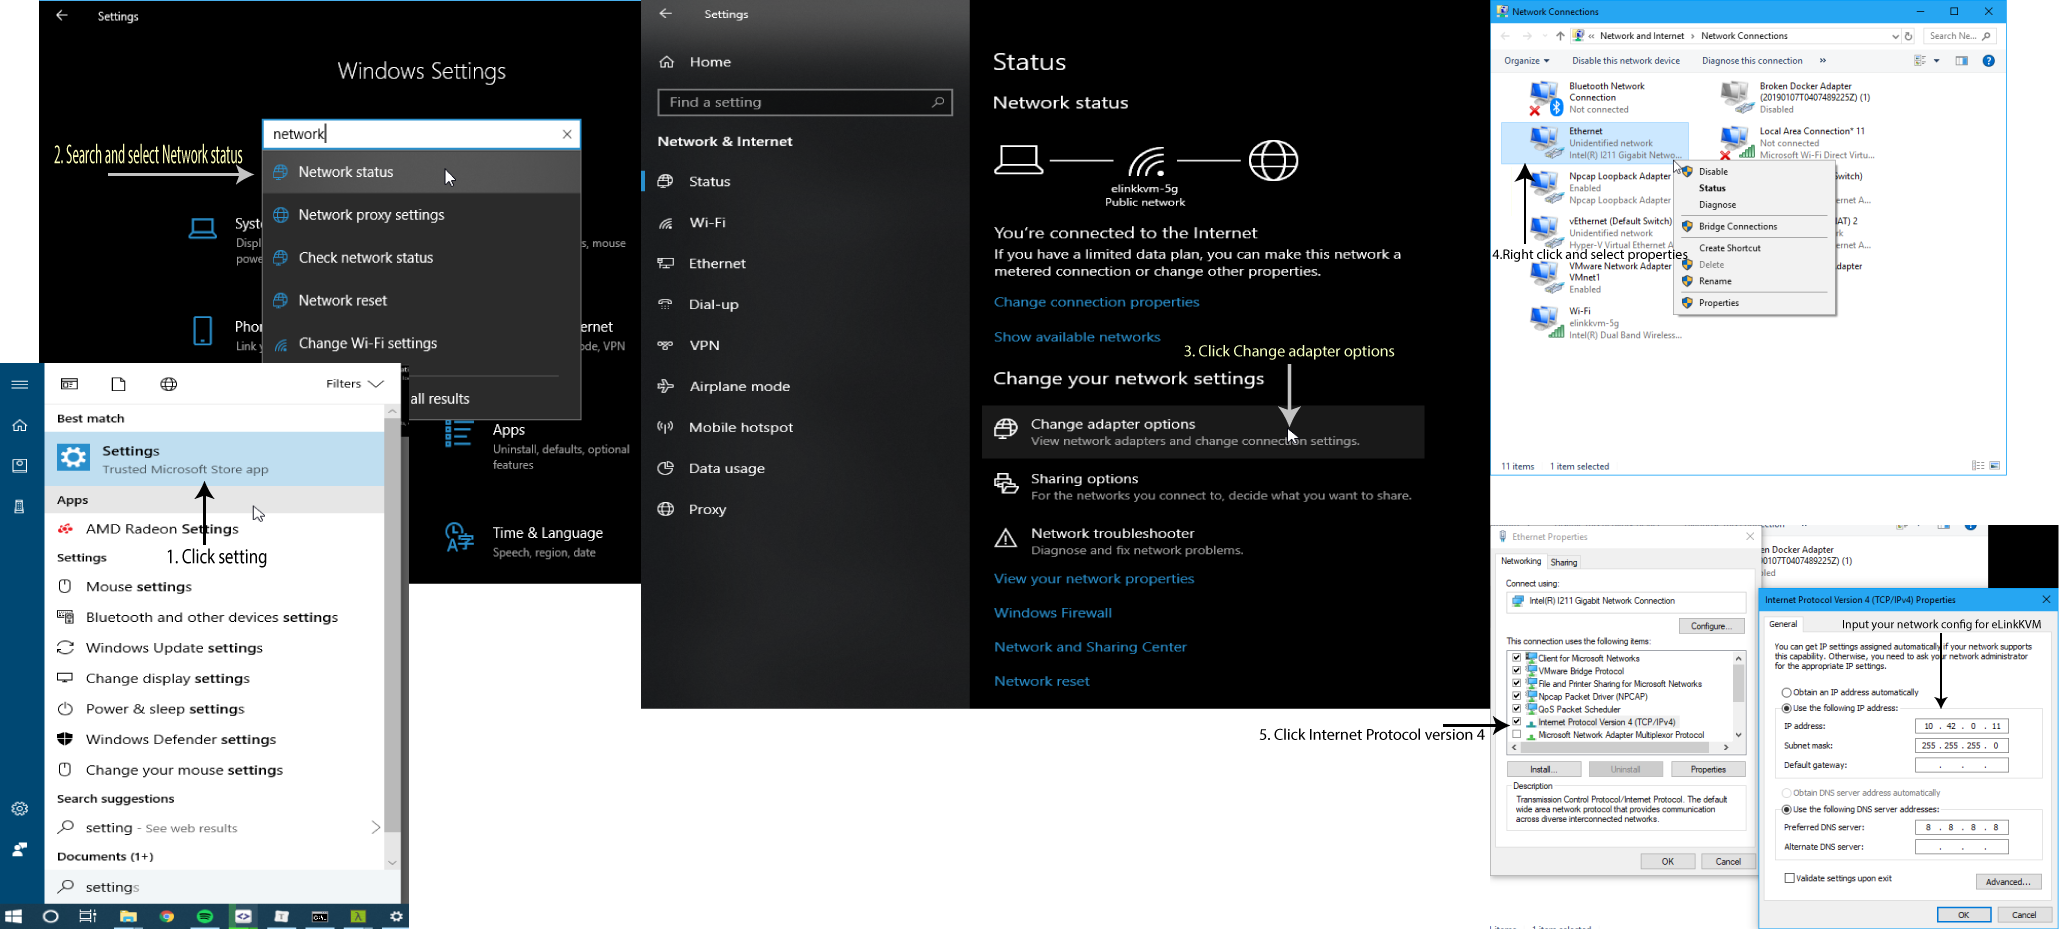 Settings
Windows Settings
network
2. Search and select Network status
Network status
Network proxy settings
Check network status
Network reset
Change Wi-Fi settings
all results
Syste
Displ
powe
s, mouse
Phon
Link y
ernet
ode, VPN
Apps
Uninstall, defaults, optional
features
Time & Language
Speech, region, date
Filters
Best match
Settings
Trusted Microsoft Store app
Apps
AMD Radeon Settings
Settings
1. Click setting
Mouse settings
Bluetooth and other devices settings
Windows Update settings
Change display settings
Power & sleep settings
Windows Defender settings
Change your mouse settings
Search suggestions
setting - See web results
Documents (1+)
settings
Settings
Home
Find a setting
Network & Internet
Status
Wi-Fi
Ethernet
Dial-up
VPN
Airplane mode
Mobile hotspot
Data usage
Proxy
Status
Network status
elinkkvm-5g
Public network
You're connected to the Internet
If you have a limited data plan, you can make this network a
metered connection or change other properties.
Change connection properties
Show available networks
3. Click Change adapter options
Change your network settings
Change adapter options
View network adapters and change connection settings.
Sharing options
For the networks you connect to, decide what you want to share.
Network troubleshooter
Diagnose and fix network problems.
View your network properties
Windows Firewall
Network and Sharing Center
Network reset
Network Connections
« Network and Internet › Network Connections
Search Ne...
Organize
Disable this network device
Diagnose this connection
»
Bluetooth Network
Connection
Not connected
Broken Docker Adapter
(20190107T0407489225Z) (1)
Disabled
Ethernet
Unidentified network
Intel(R) I211 Gigabit Netwo...
Local Area Connection* 11
Not connected
Microsoft Wi-Fi Direct Virtu...
Npcap Loopback Adapter
Enabled
Npcap Loopback Adapter
witch)
ernet A...
vEthernet (Default Switch)
Unidentified network
Hyper-V Virtual Ethernet A
AT) 2
rk
ernet A...
4.Right click and select properties
VMware Network Adapter
VMnet1
Enabled
dapter
Wi-Fi
elinkkvm-5g
Intel(R) Dual Band Wireless...
Disable
Status
Diagnose
Bridge Connections
Create Shortcut
Delete
Rename
Properties
11 items
1 item selected
5. Click Internet Protocol version 4
Ethernet Properties
Networking
Sharing
Connect using:
Intel(R) I211 Gigabit Network Connection
Configure...
This connection uses the following items:
Client for Microsoft Networks
VMware Bridge Protocol
File and Printer Sharing for Microsoft Networks
Npcap Packet Driver (NPCAP)
QoS Packet Scheduler
Internet Protocol Version 4 (TCP/IPv4)
Microsoft Network Adapter Multiplexor Protocol
Install...
Uninstall
Properties
Description
Transmission Control Protocol/Internet Protocol. The default
wide area network protocol that provides communication
across diverse interconnected networks.
OK
Cancel
en Docker Adapter
0107T0407489225Z) (1)
led
Internet Protocol Version 4 (TCP/IPv4) Properties
General
Input your network config for eLinkKVM
You can get IP settings assigned automatically if your network supports
this capability. Otherwise, you need to ask your network administrator
for the appropriate IP settings.
Obtain an IP address automatically
Use the following IP address:
IP address:
10 . 42 . 0 . 11
Subnet mask:
255 . 255 . 255 . 0
Default gateway:
. . .
Obtain DNS server address automatically
Use the following DNS server addresses:
Preferred DNS server:
8 . 8 . 8 . 8
Alternate DNS server:
. . .
Validate settings upon exit
Advanced...
OK
Cancel